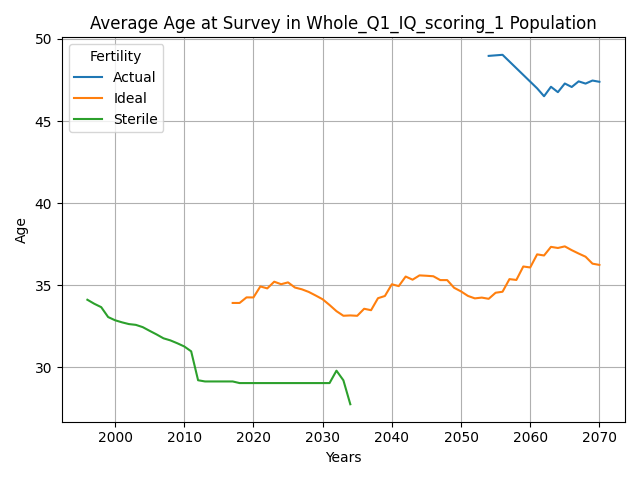 Average Age at Survey in Whole_Q1_IQ_scoring_1 Population
Fertility
Actual
Ideal
Sterile
Age
50
45
40
35
30
2000
2010
2020
2030
2040
2050
2060
2070
Years